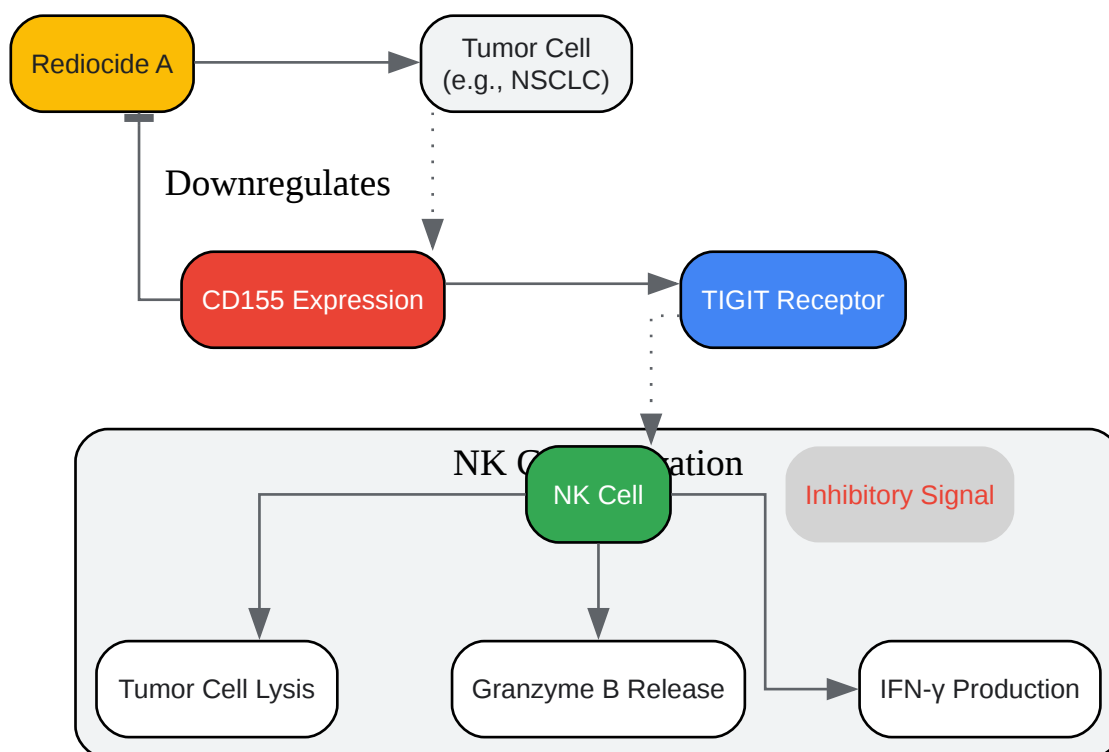 Rediocide A
Tumor Cell
(e.g., NSCLC)
Downregulates
CD155 Expression
TIGIT Receptor
NK
NK Cell
Inhibitory Signal
Tumor Cell Lysis
Granzyme B Release
IFN-γ Production